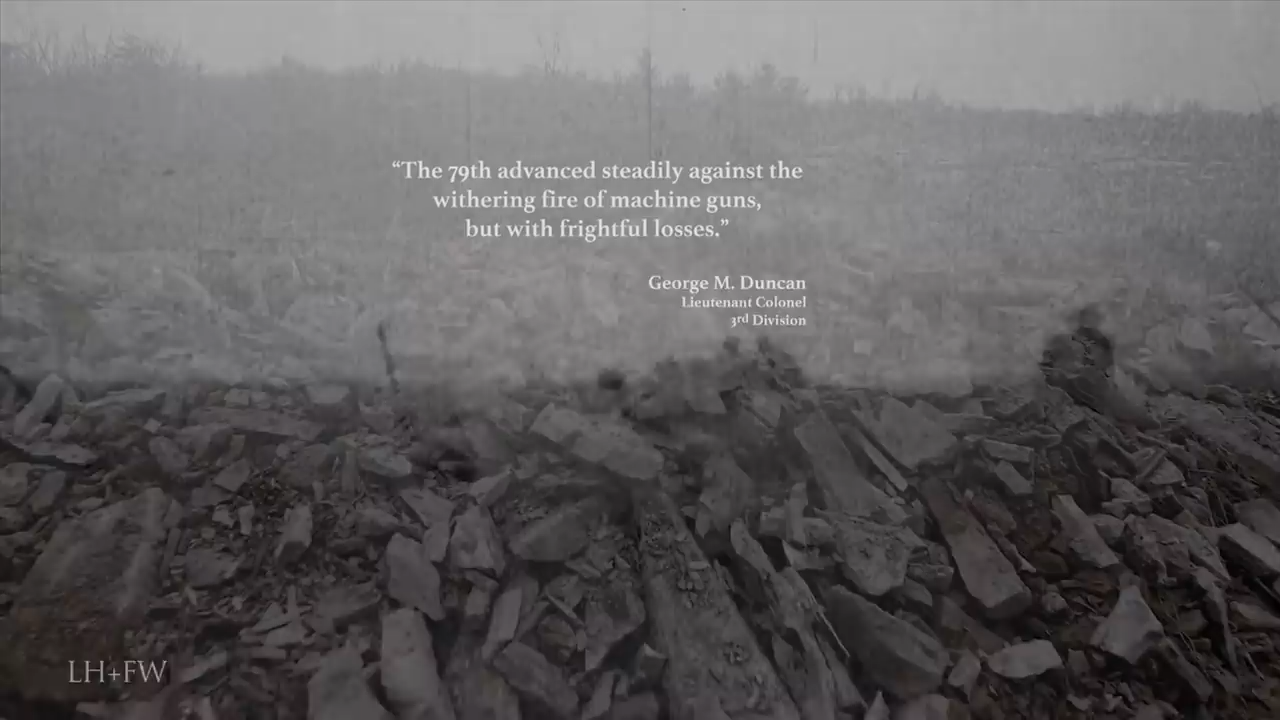 “The 79th advanced steadily against the
withering fire of machine guns,
but with frightful losses.”
George M. Duncan
Lieutenant Colonel
3rd Division
LH+FW